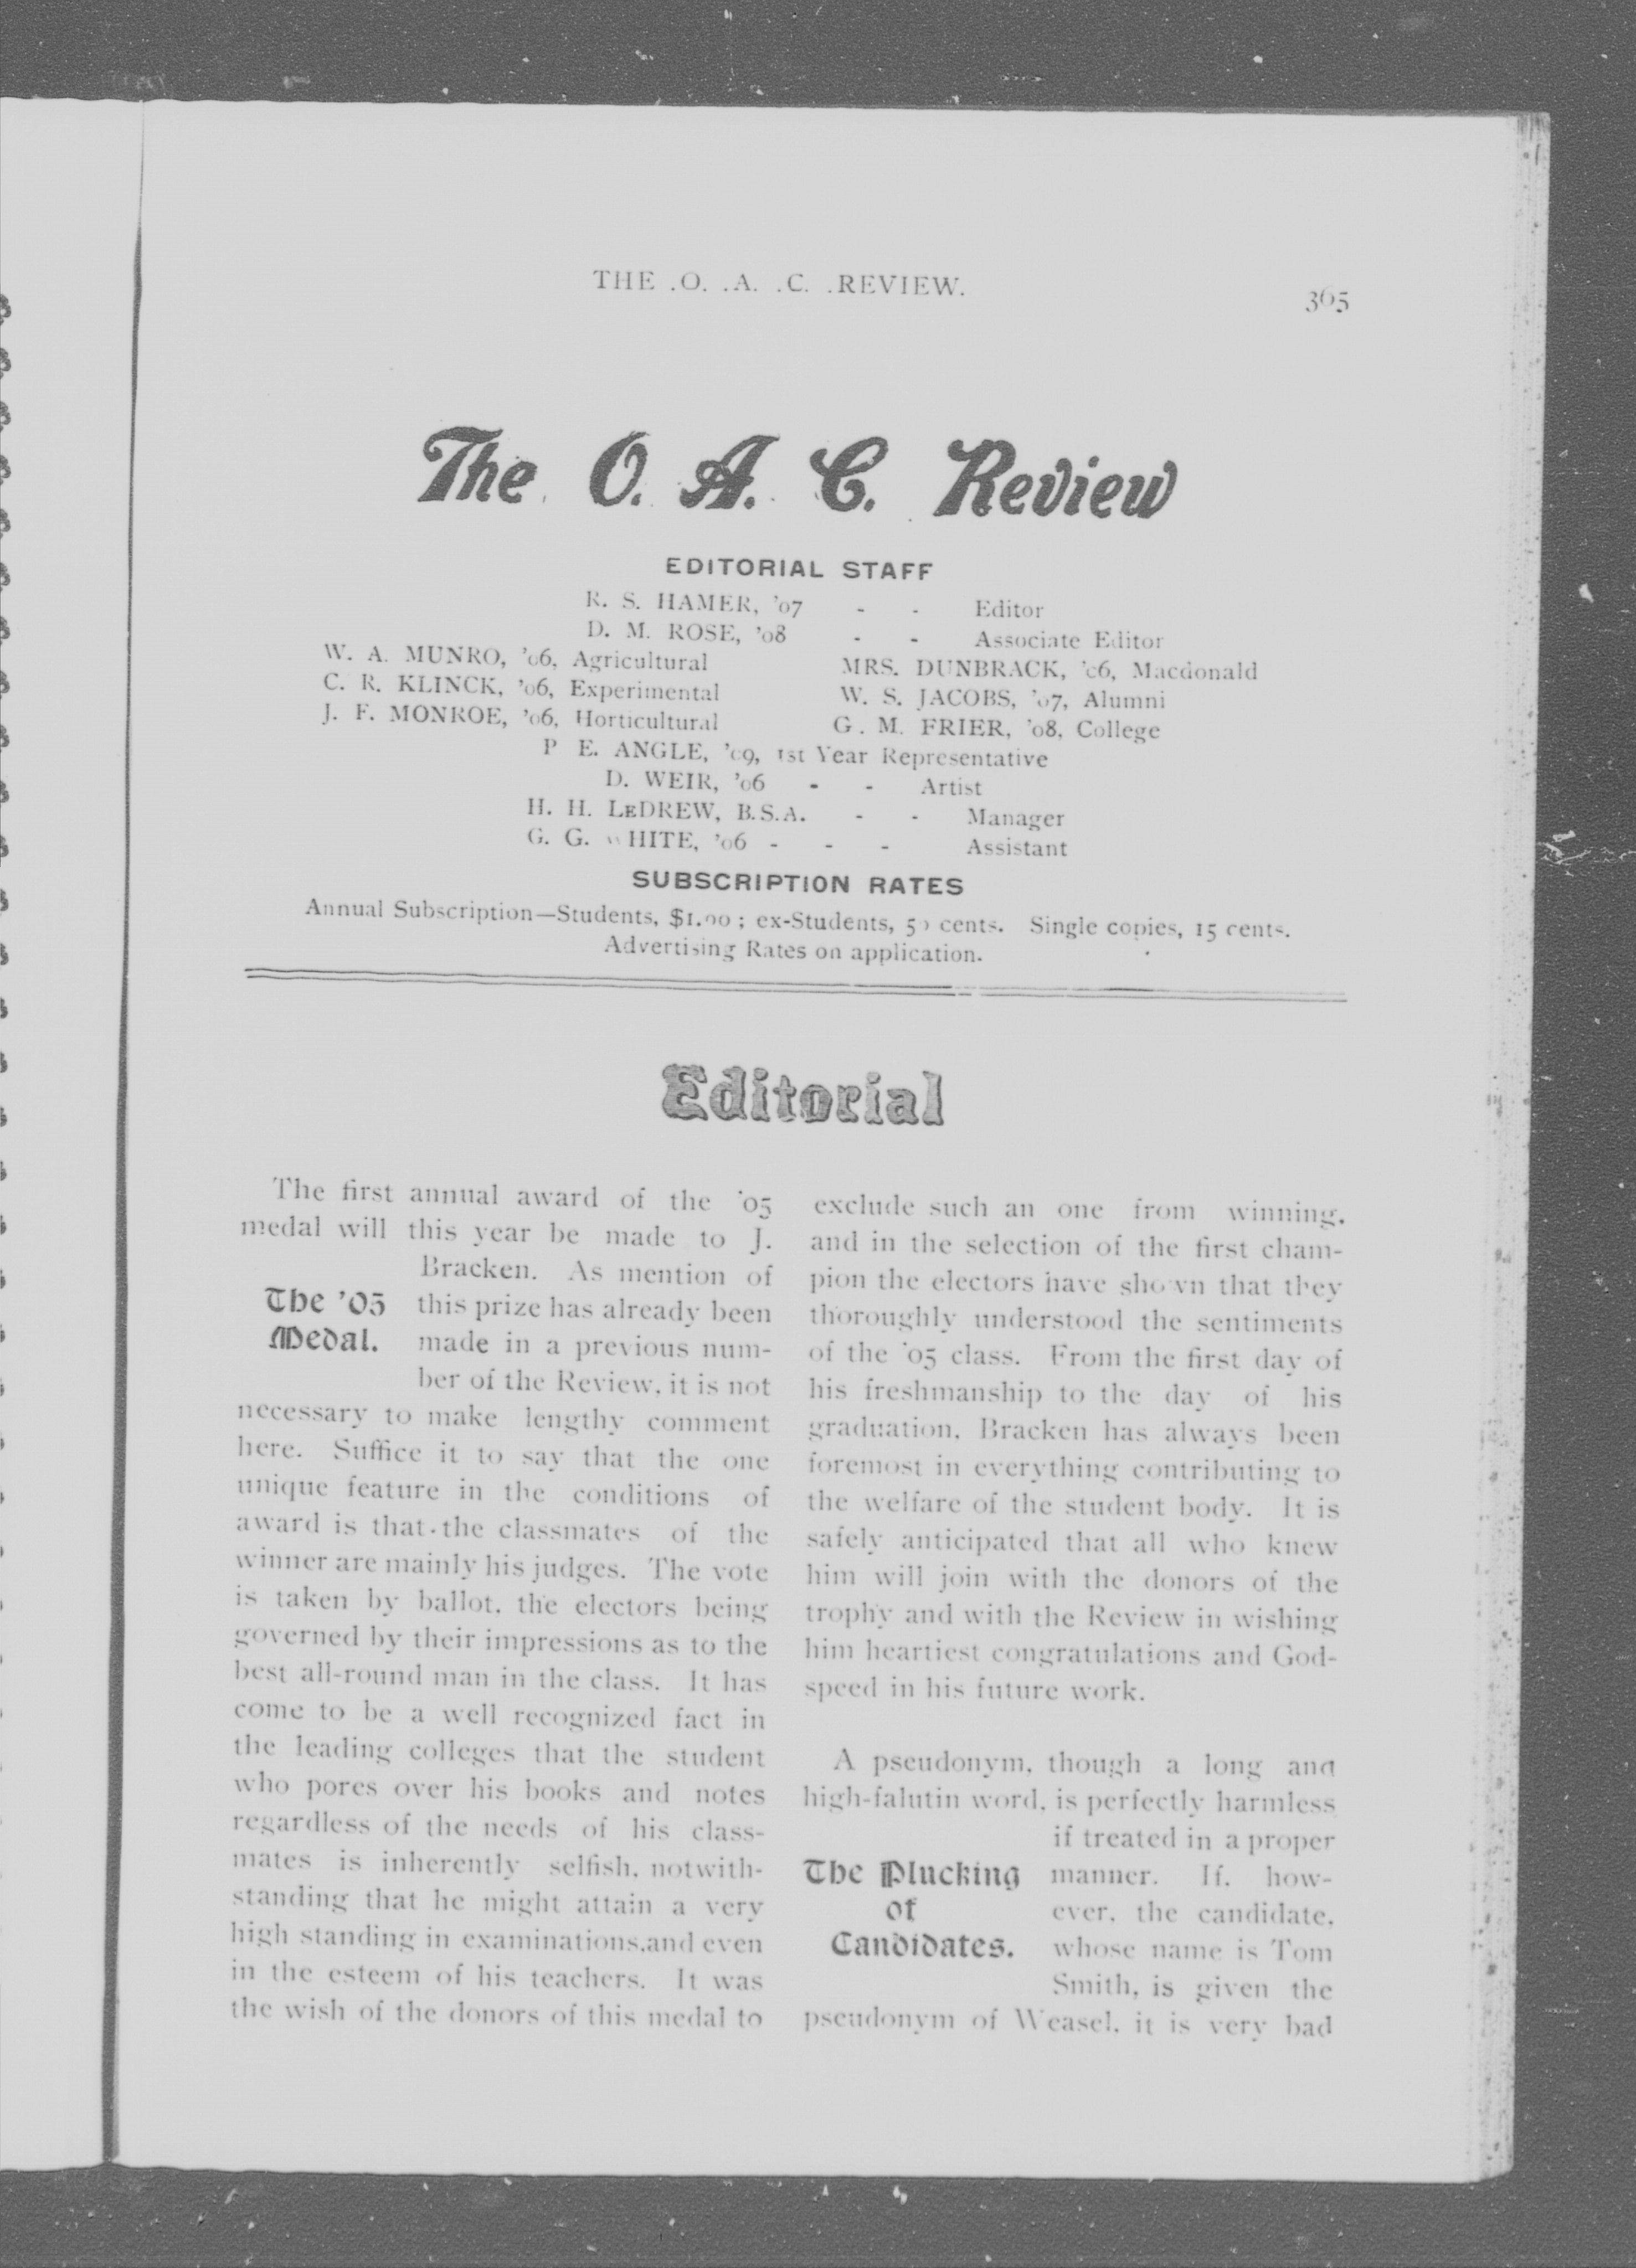 THE .O. .A. .C. .REVIEW.
365
The O. A. C. Review
EDITORIAL STAFF
R. S. HAMER, '07 - - Editor
D. M. ROSE, '08 - - Associate Editor
W. A. MUNRO, '06, Agricultural MRS. DUNBRACK, '06, Macdonald
C. R. KLINCK, '06, Experimental W. S. JACOBS, '07, Alumni
J. F. MONROE, '06, Horticultural G. M. FRIER, '08, College
P E. ANGLE, '09, 1st Year Representative
D. WEIR, '06 - - Artist
H. H. LEDREW, B.S.A. - - Manager
G. G. WHITE, '06 - - - Assistant
SUBSCRIPTION RATES
Annual Subscription—Students, $1.00; ex-Students, 50 cents. Single copies, 15 cents.
Advertising Rates on application.
Editorial
The first annual award of the '05
medal will this year be made to J.
Bracken. As mention of
The '05
this prize has already been
Medal.
made in a previous num-
ber of the Review, it is not
necessary to make lengthy comment
here. Suffice it to say that the one
unique feature in the conditions of
award is that the classmates of the
winner are mainly his judges. The vote
is taken by ballot, the electors being
governed by their impressions as to the
best all-round man in the class. It has
come to be a well recognized fact in
the leading colleges that the student
who pores over his books and notes
regardless of the needs of his class-
mates is inherently selfish, notwith-
standing that he might attain a very
high standing in examinations,and even
in the esteem of his teachers. It was
the wish of the donors of this medal to
exclude such an one from winning,
and in the selection of the first cham-
pion the electors have shown that they
thoroughly understood the sentiments
of the '05 class. From the first day of
his freshmanship to the day of his
graduation, Bracken has always been
foremost in everything contributing to
the welfare of the student body. It is
safely anticipated that all who knew
him will join with the donors of the
trophy and with the Review in wishing
him heartiest congratulations and God-
speed in his future work.
A pseudonym, though a long and
high-falutin word, is perfectly harmless
if treated in a proper
The Plucking
manner. If, how-
of
ever, the candidate,
Candidates.
whose name is Tom
Smith, is given the
pseudonym of Weasel, it is very bad